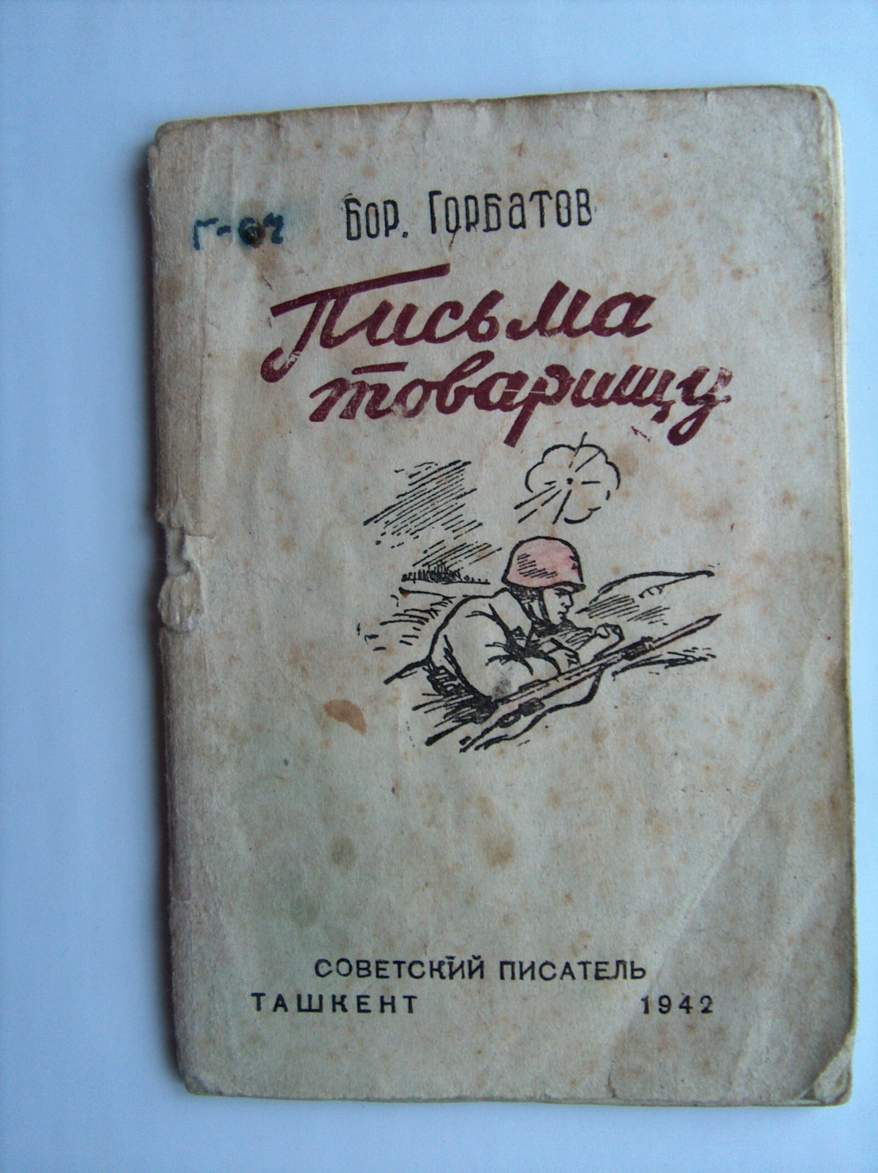 Г-64
Бор. Горбатов
Письма
товарищу
СОВЕТСКИЙ ПИСАТЕЛЬ
ТАШКЕНТ 1942